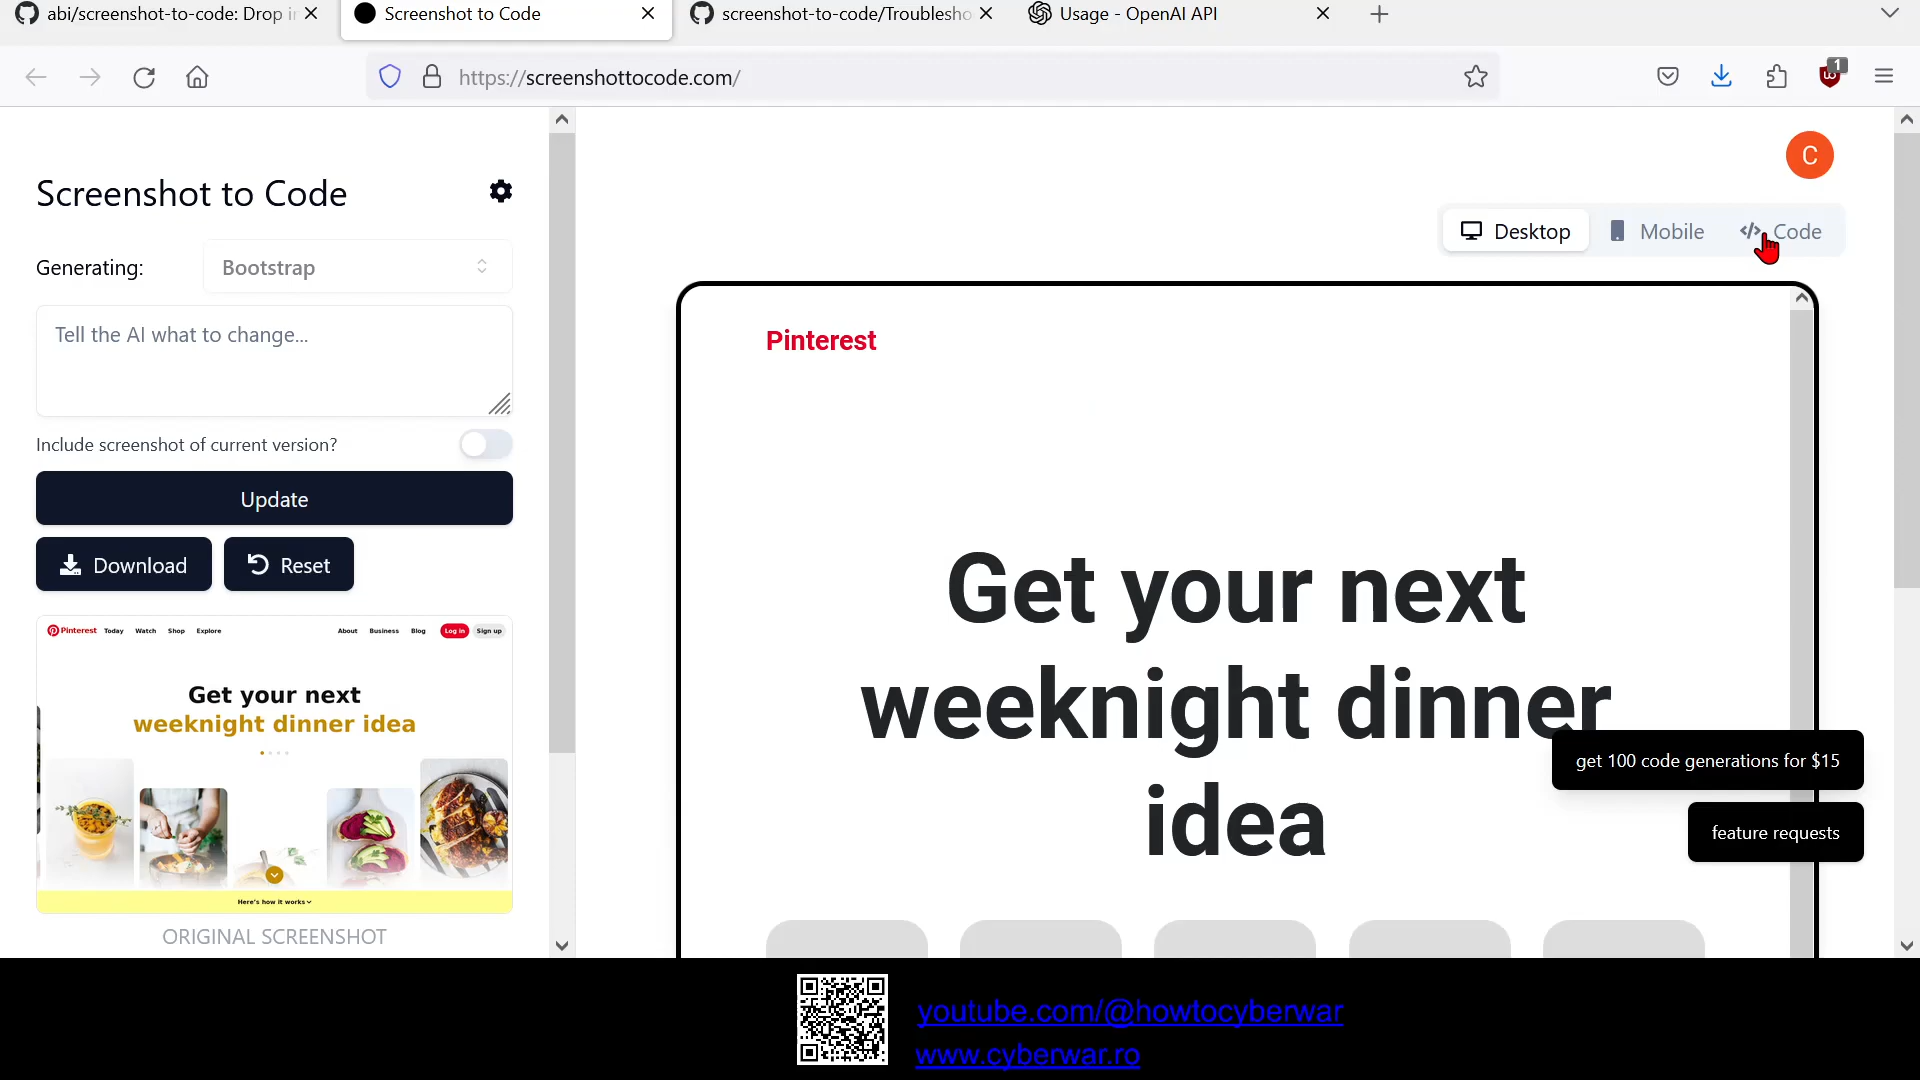 abi/screenshot-to-code: Drop in
Screenshot to Code
screenshot-to-code/Troublesho
Usage - OpenAI API
https://screenshottocode.com/
1
C
Screenshot to Code
Generating:
Bootstrap
Tell the AI what to change...
Include screenshot of current version?
Update
Download
Reset
Pinterest Today Watch Shop Explore About Business Blog Log in Sign up
Get your next
weeknight dinner idea
Here's how it works
ORIGINAL SCREENSHOT
Desktop
Mobile
Code
Pinterest
Get your next
weeknight dinner
idea
get 100 code generations for $15
feature requests
youtube.com/@howtocyberwar
www.cyberwar.ro